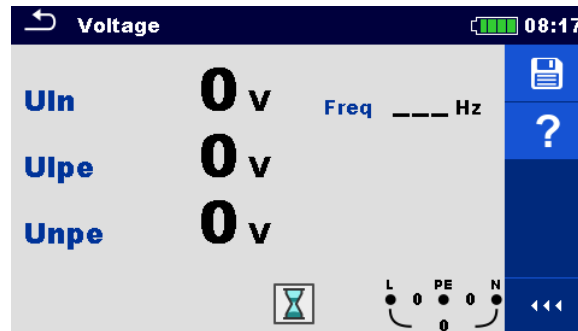 Voltage 08:17
Uln 0 V Freq ___ Hz
Ulpe 0 V
?
Unpe 0 V
L PE N
0 0
0